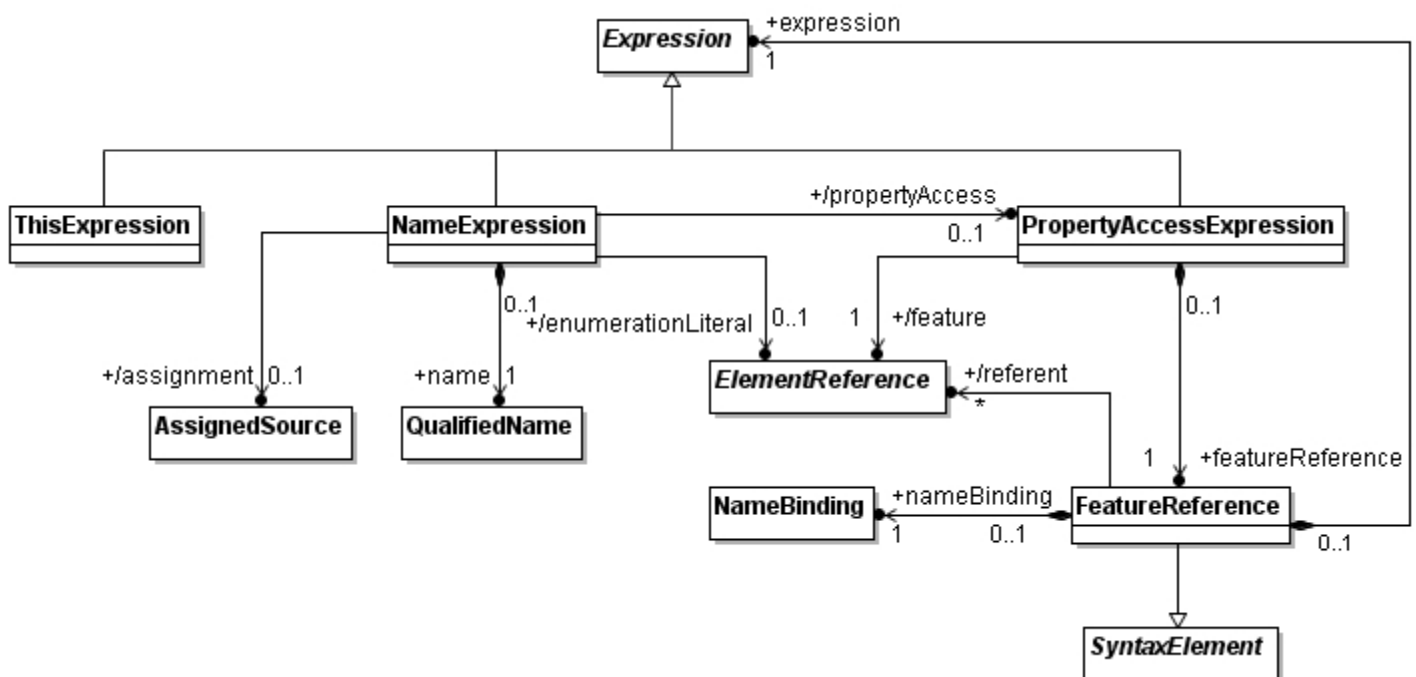 Expression
+expression
1
+/propertyAccess
ThisExpression
NameExpression
PropertyAccessExpression
0..1
0..1
0..1
+/enumerationLiteral
0..1
1
+/feature
+/assignment
0..1
+name
1
ElementReference
+/referent
*
AssignedSource
QualifiedName
1
+featureReference
NameBinding
+nameBinding
FeatureReference
1
0..1
0..1
SyntaxElement